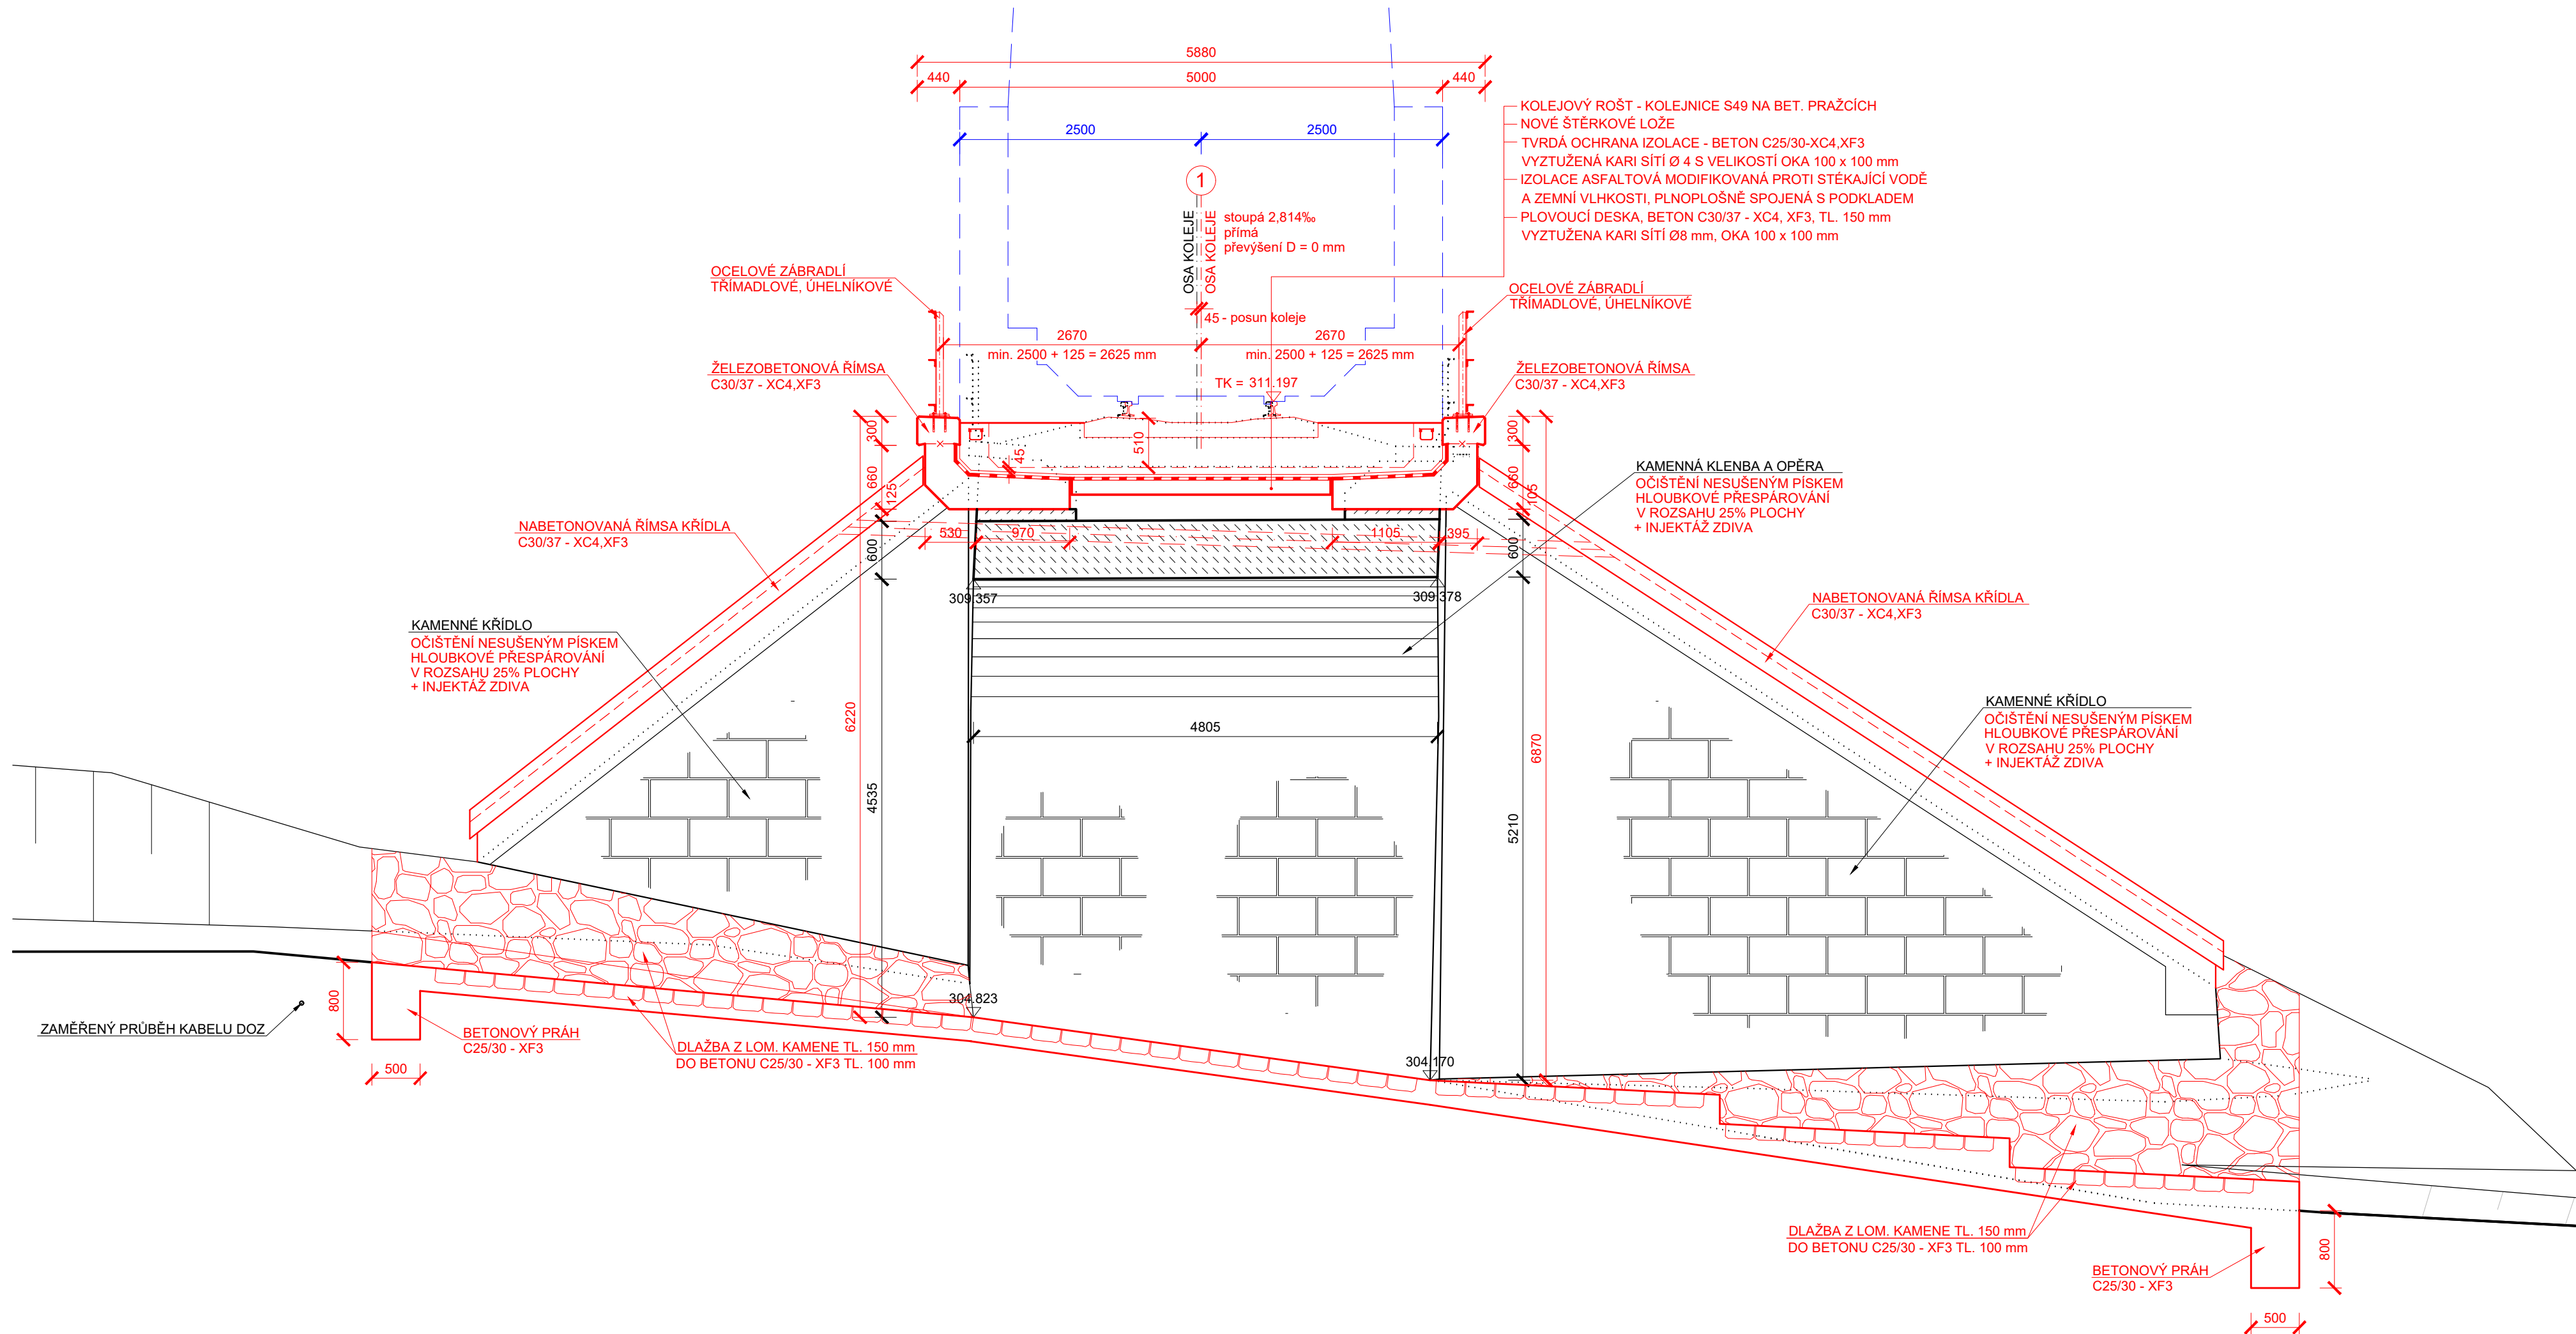 5880
440
5000
440
2500
2500
KOLEJOVÝ ROŠT - KOLEJNICE S49 NA BET. PRAŽCÍCH
NOVÉ ŠTĚRKOVÉ LOŽE
TVRDÁ OCHRANA IZOLACE - BETON C25/30-XC4,XF3
VYZTUŽENÁ KARI SÍTÍ Ø 4 S VELIKOSTÍ OKA 100 x 100 mm
IZOLACE ASFALTOVÁ MODIFIKOVANÁ PROTI STÉKAJÍCÍ VODĚ
A ZEMNÍ VLHKOSTI, PLNOPLOŠNĚ SPOJENÁ S PODKLADEM
PLOVOUCÍ DESKA, BETON C30/37 - XC4, XF3, TL. 150 mm
VYZTUŽENA KARI SÍTÍ Ø8 mm, OKA 100 x 100 mm
1
OSA KOLEJE
OSA KOLEJE
stoupá 2,814‰
přímá
převýšení D = 0 mm
45 - posun koleje
OCELOVÉ ZÁBRADLÍ
TŘÍMADLOVÉ, ÚHELNÍKOVÉ
OCELOVÉ ZÁBRADLÍ
TŘÍMADLOVÉ, ÚHELNÍKOVÉ
2670
2670
min. 2500 + 125 = 2625 mm
min. 2500 + 125 = 2625 mm
TK = 311.197
ŽELEZOBETONOVÁ ŘÍMSA
C30/37 - XC4,XF3
ŽELEZOBETONOVÁ ŘÍMSA
C30/37 - XC4,XF3
300
660
125
45
510
300
660
105
KAMENNÁ KLENBA A OPĚRA
OČIŠTĚNÍ NESUŠENÝM PÍSKEM
HLOUBKOVÉ PŘESPÁROVÁNÍ
V ROZSAHU 25% PLOCHY
+ INJEKTÁŽ ZDIVA
NABETONOVANÁ ŘÍMSA KŘÍDLA
C30/37 - XC4,XF3
530
970
1105
395
600
600
309.357
309.378
NABETONOVANÁ ŘÍMSA KŘÍDLA
C30/37 - XC4,XF3
KAMENNÉ KŘÍDLO
OČIŠTĚNÍ NESUŠENÝM PÍSKEM
HLOUBKOVÉ PŘESPÁROVÁNÍ
V ROZSAHU 25% PLOCHY
+ INJEKTÁŽ ZDIVA
KAMENNÉ KŘÍDLO
OČIŠTĚNÍ NESUŠENÝM PÍSKEM
HLOUBKOVÉ PŘESPÁROVÁNÍ
V ROZSAHU 25% PLOCHY
+ INJEKTÁŽ ZDIVA
6220
4535
4805
6870
5210
304.823
304.170
800
500
ZAMĚŘENÝ PRŮBĚH KABELU DOZ
BETONOVÝ PRÁH
C25/30 - XF3
DLAŽBA Z LOM. KAMENE TL. 150 mm
DO BETONU C25/30 - XF3 TL. 100 mm
DLAŽBA Z LOM. KAMENE TL. 150 mm
DO BETONU C25/30 - XF3 TL. 100 mm
BETONOVÝ PRÁH
C25/30 - XF3
800
500